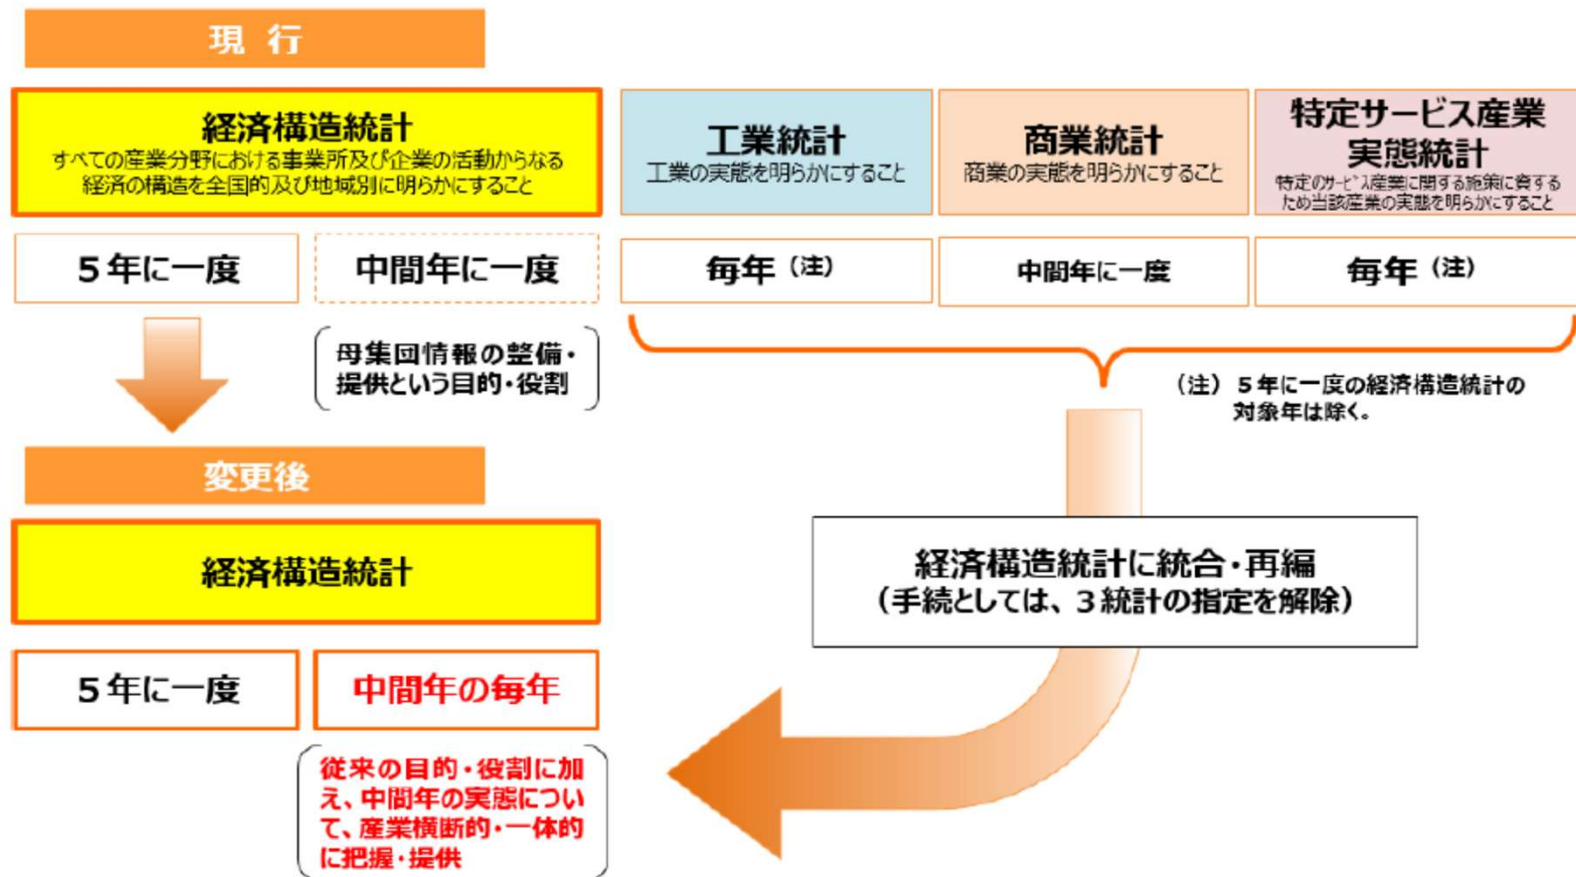 現 行
経済構造統計
すべての産業分野における事業所及び企業の活動からなる
経済の構造を全国的及び地域別に明らかにすること
工業統計
工業の実態を明らかにすること
商業統計
商業の実態を明らかにすること
特定サービス産業
実態統計
特定のサービス産業に関する施策に資する
ため当該産業の実態を明らかにすること
5年に一度
中間年に一度
毎年（注）
中間年に一度
毎年（注）
母集団情報の整備・
提供という目的・役割
（注）5年に一度の経済構造統計の
対象年は除く。
変更後
経済構造統計
経済構造統計に統合・再編
（手続としては、3統計の指定を解除）
5年に一度
中間年の毎年
従来の目的・役割に加
え、中間年の実態につい
て、産業横断的・一体的
に把握・提供